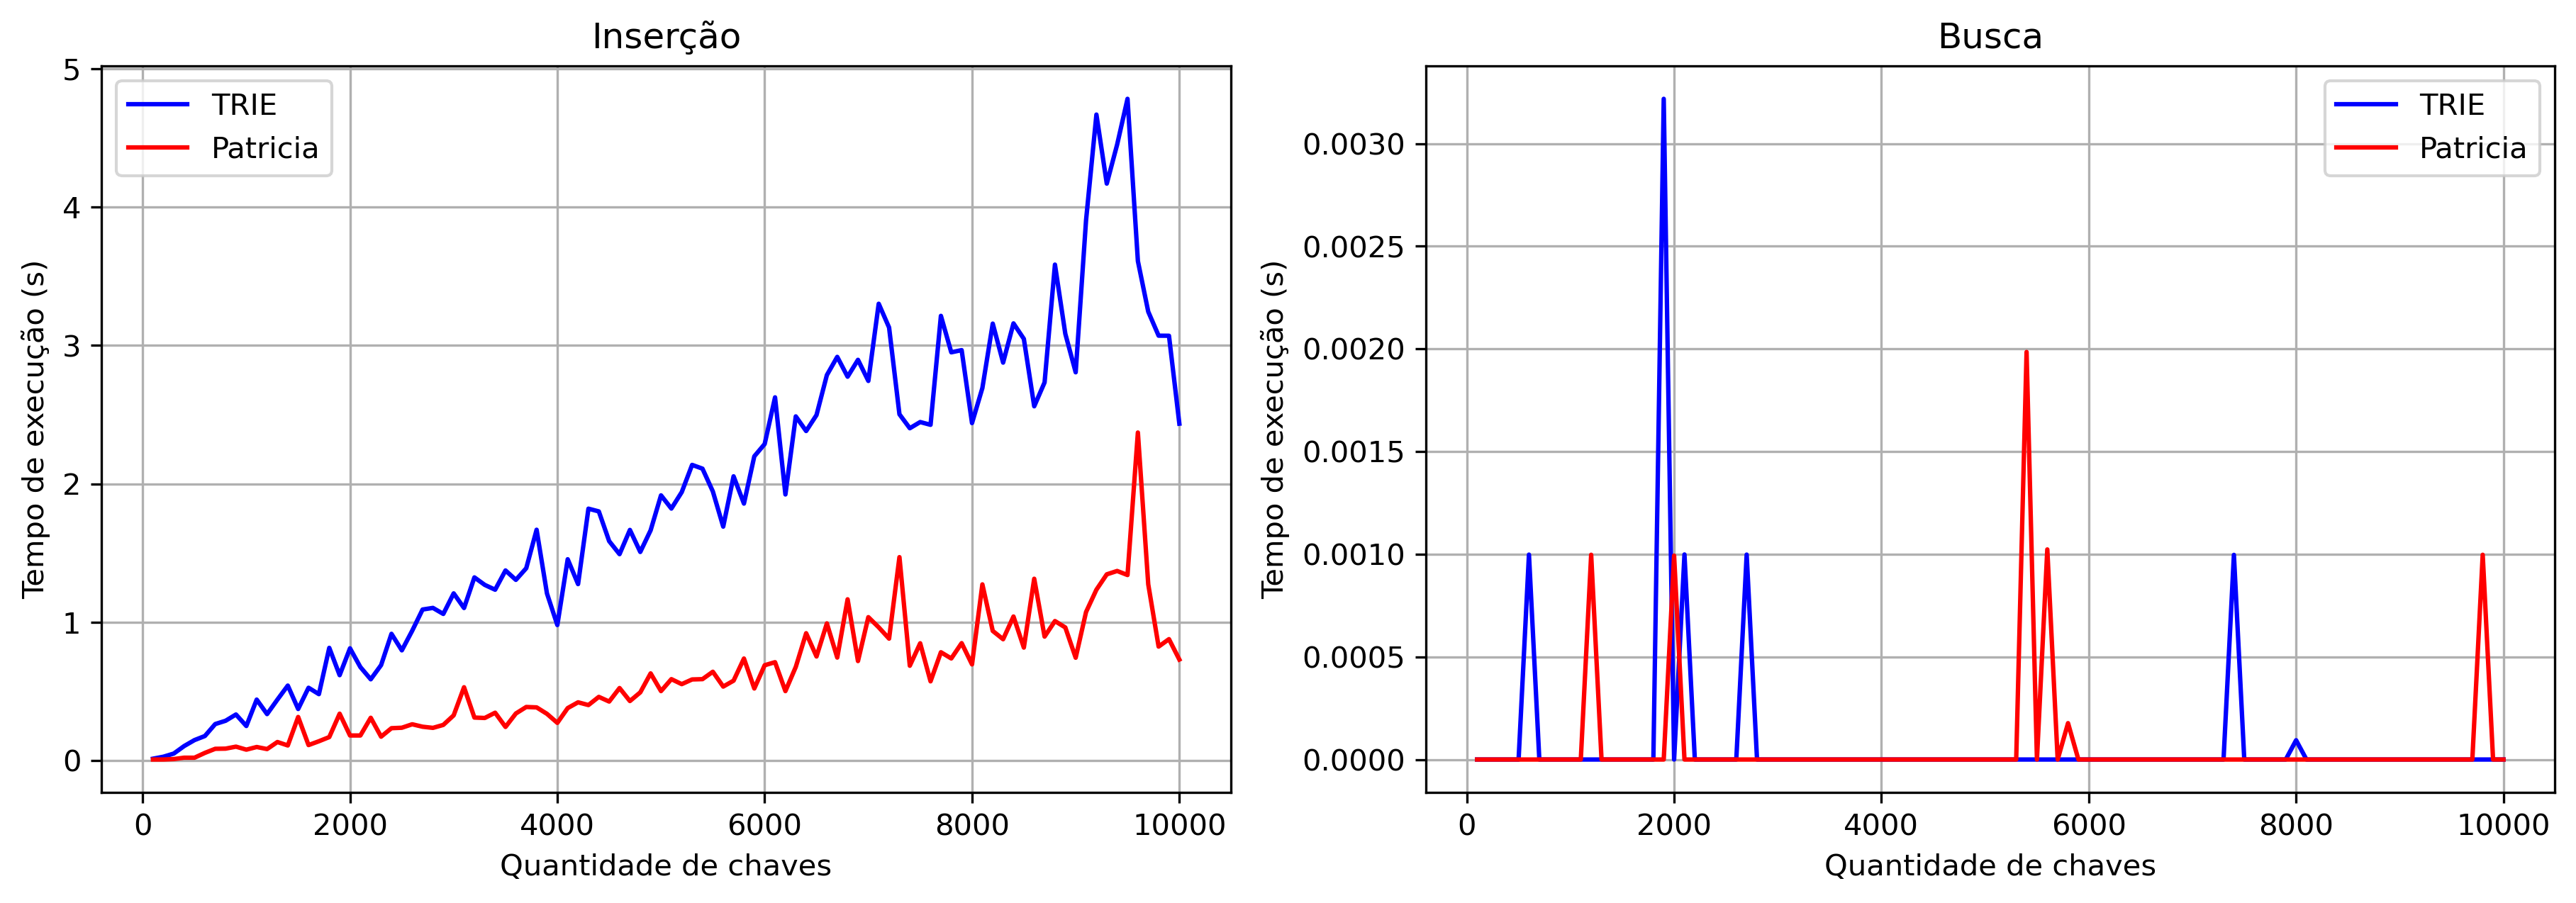 Inserção
TRIE
Patricia
5
4
3
2
1
0
Tempo de execução (s)
0 2000 4000 6000 8000 10000
Quantidade de chaves
Busca
TRIE
Patricia
0.0030
0.0025
0.0020
0.0015
0.0010
0.0005
0.0000
Tempo de execução (s)
0 2000 4000 6000 8000 10000
Quantidade de chaves